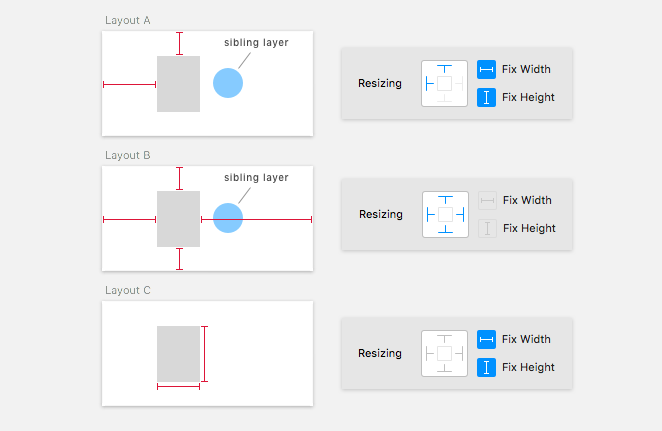 Layout A
sibling layer
Resizing
Fix Width
Fix Height
Layout B
sibling layer
Resizing
Fix Width
Fix Height
Layout C
Resizing
Fix Width
Fix Height